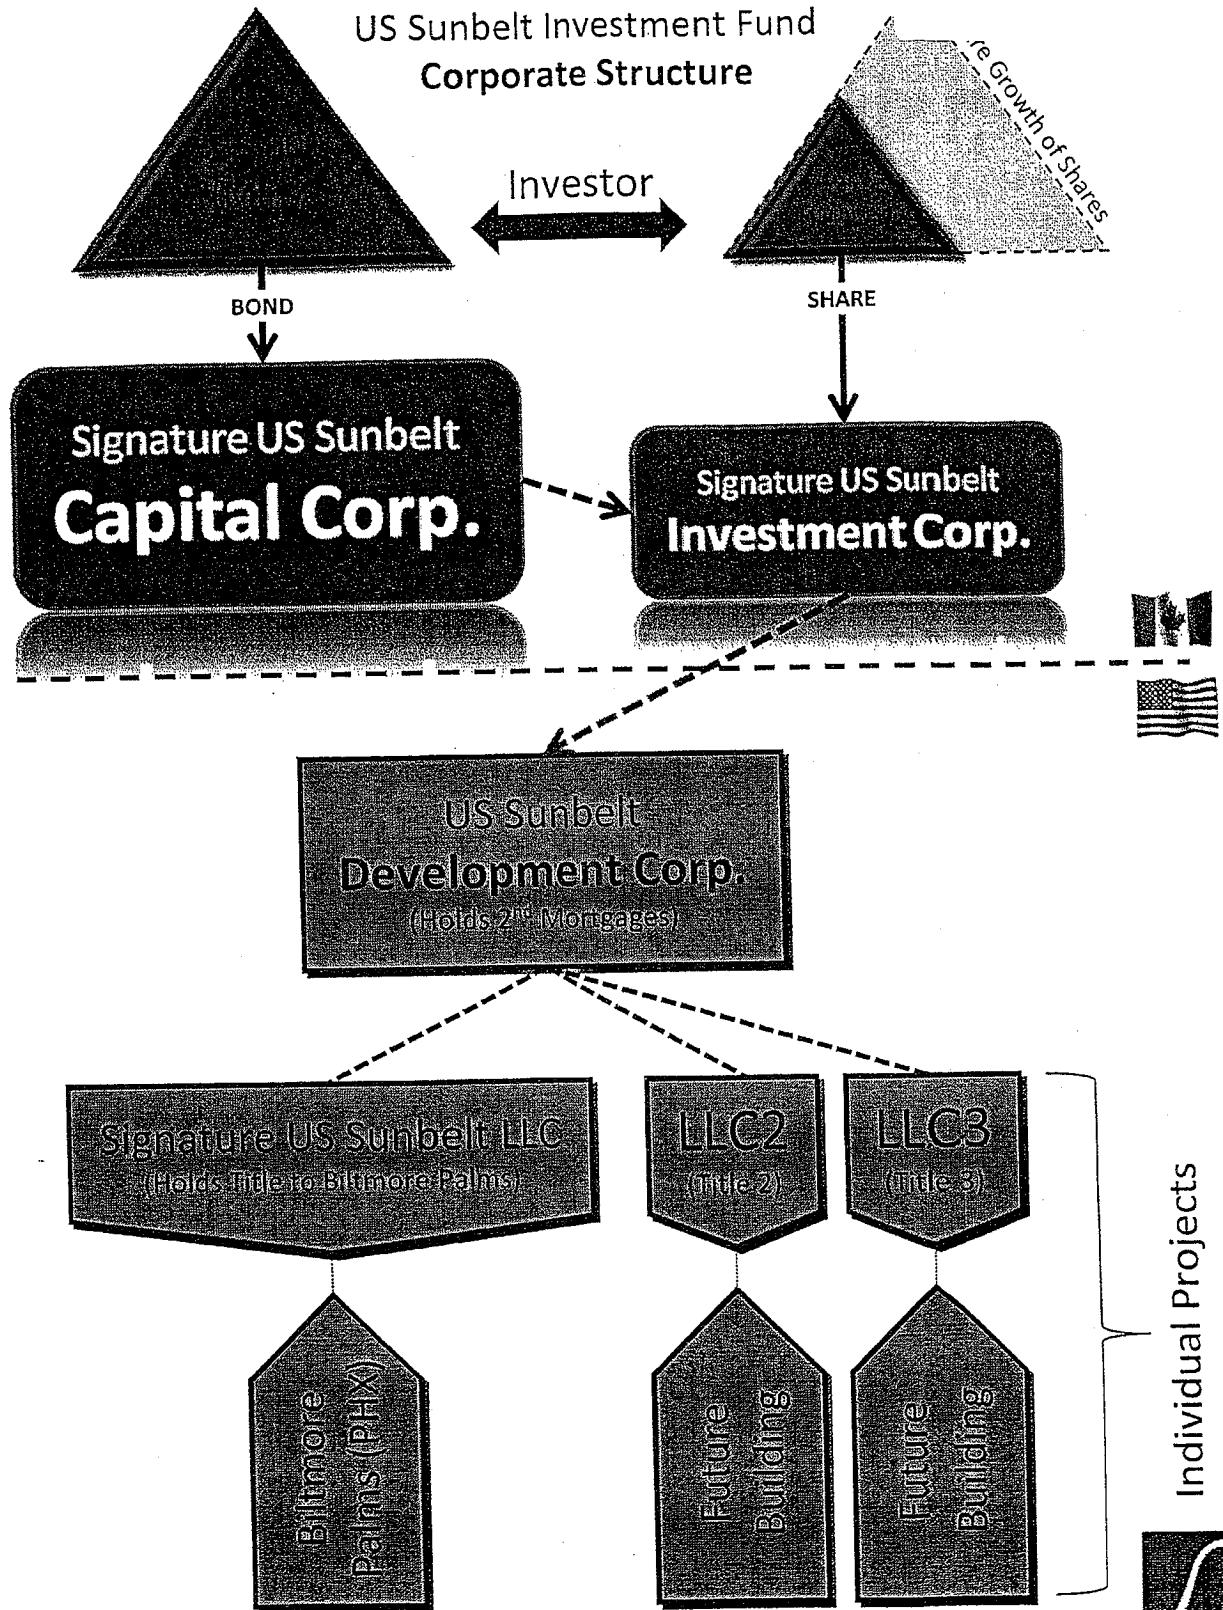 US Sunbelt Investment Fund
Corporate Structure
Growth of Shares
Investor
BOND
SHARE
Signature US Sunbelt
Capital Corp.
Signature US Sunbelt
Investment Corp.
US Sunbelt
Development Corp.
(Holds 2nd Mortgages)
Signature US Sunbelt LLC
(Holds Title to Biltmore Palms)
LLC2
(Title 2)
LLC3
(Title 3)
Biltmore
Palms (PHX)
Future
Building
Future
Building
Individual Projects